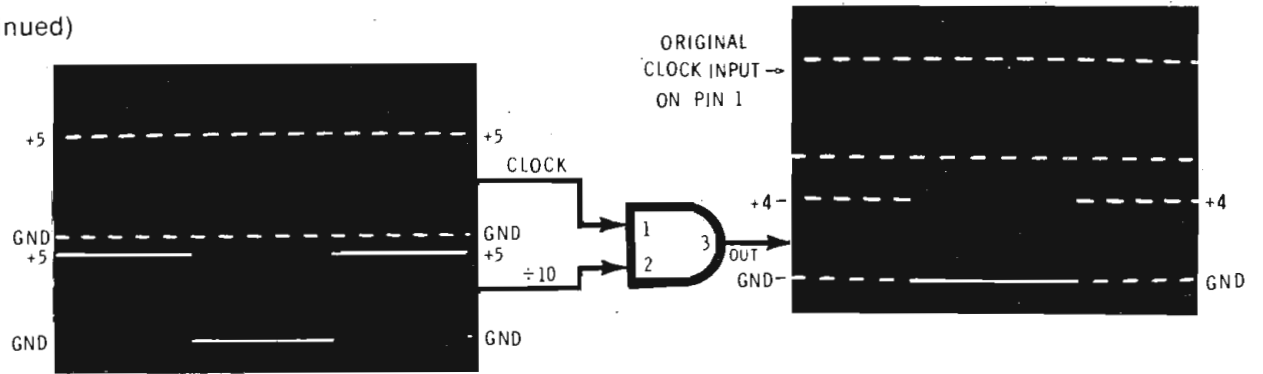 nued)
ORIGINAL
CLOCK INPUT →
ON PIN 1
+5
+5
CLOCK
GND
GND
+5
+5
÷10
GND
GND
1
2
3
OUT
+4-
+4
GND-
GND